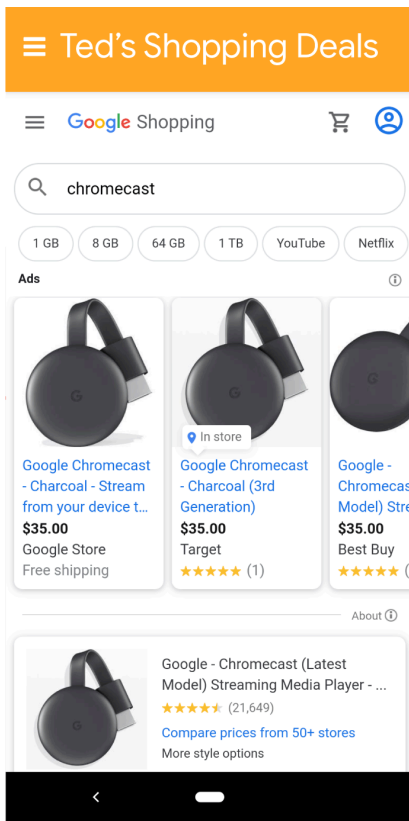 Ted's Shopping Deals
Google Shopping
chromecast
1 GB
8 GB
64 GB
1 TB
YouTube
Netflix
Ads
In store
Google Chromecast
- Charcoal - Stream
from your device t...
$35.00
Google Store
Free shipping
Google Chromecast
- Charcoal (3rd
Generation)
$35.00
Target
(1)
Google -
Chromecas
Model) Stre
$35.00
Best Buy
(
About
Google - Chromecast (Latest
Model) Streaming Media Player - ...
(21,649)
Compare prices from 50+ stores
More style options